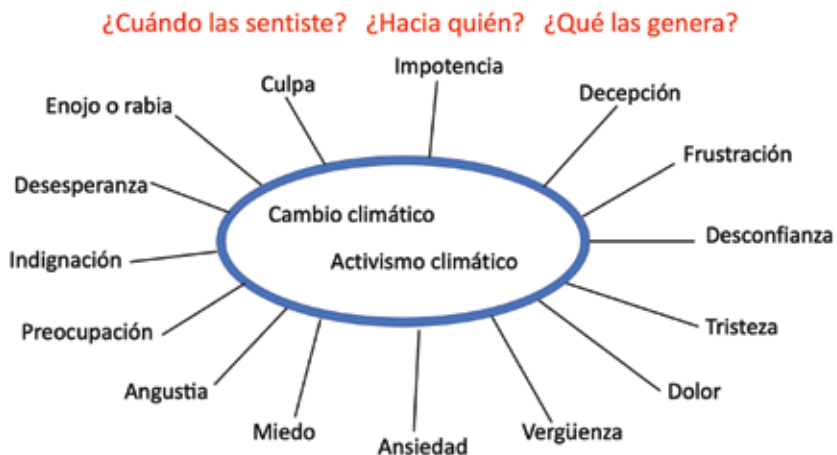 ¿Cuándo las sentiste? ¿Hacia quién? ¿Qué las genera?
Impotencia
Culpa
Decepción
Enojo o rabia
Frustración
Desesperanza
Cambio climático
Desconfianza
Indignación
Activismo climático
Preocupación
Tristeza
Angustia
Dolor
Miedo
Vergüenza
Ansiedad